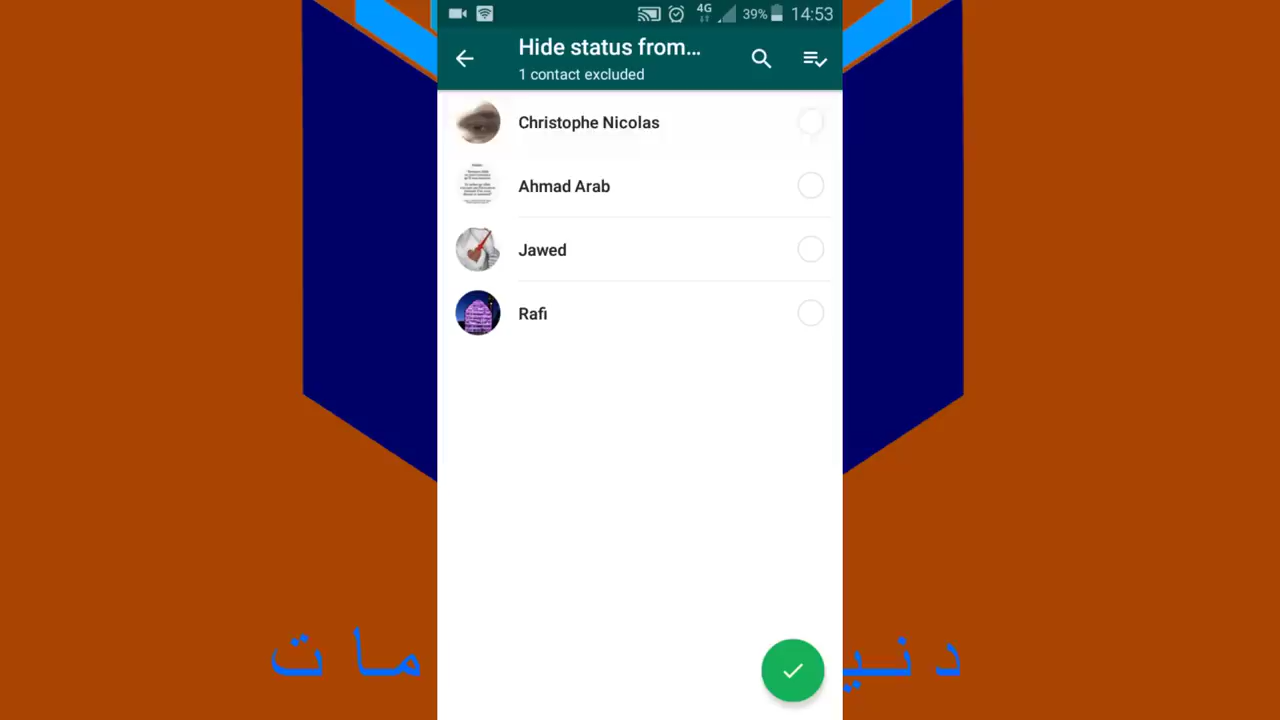 4G 39% 14:53
Hide status from...
1 contact excluded
Christophe Nicolas
Ahmad Arab
Jawed
Rafi